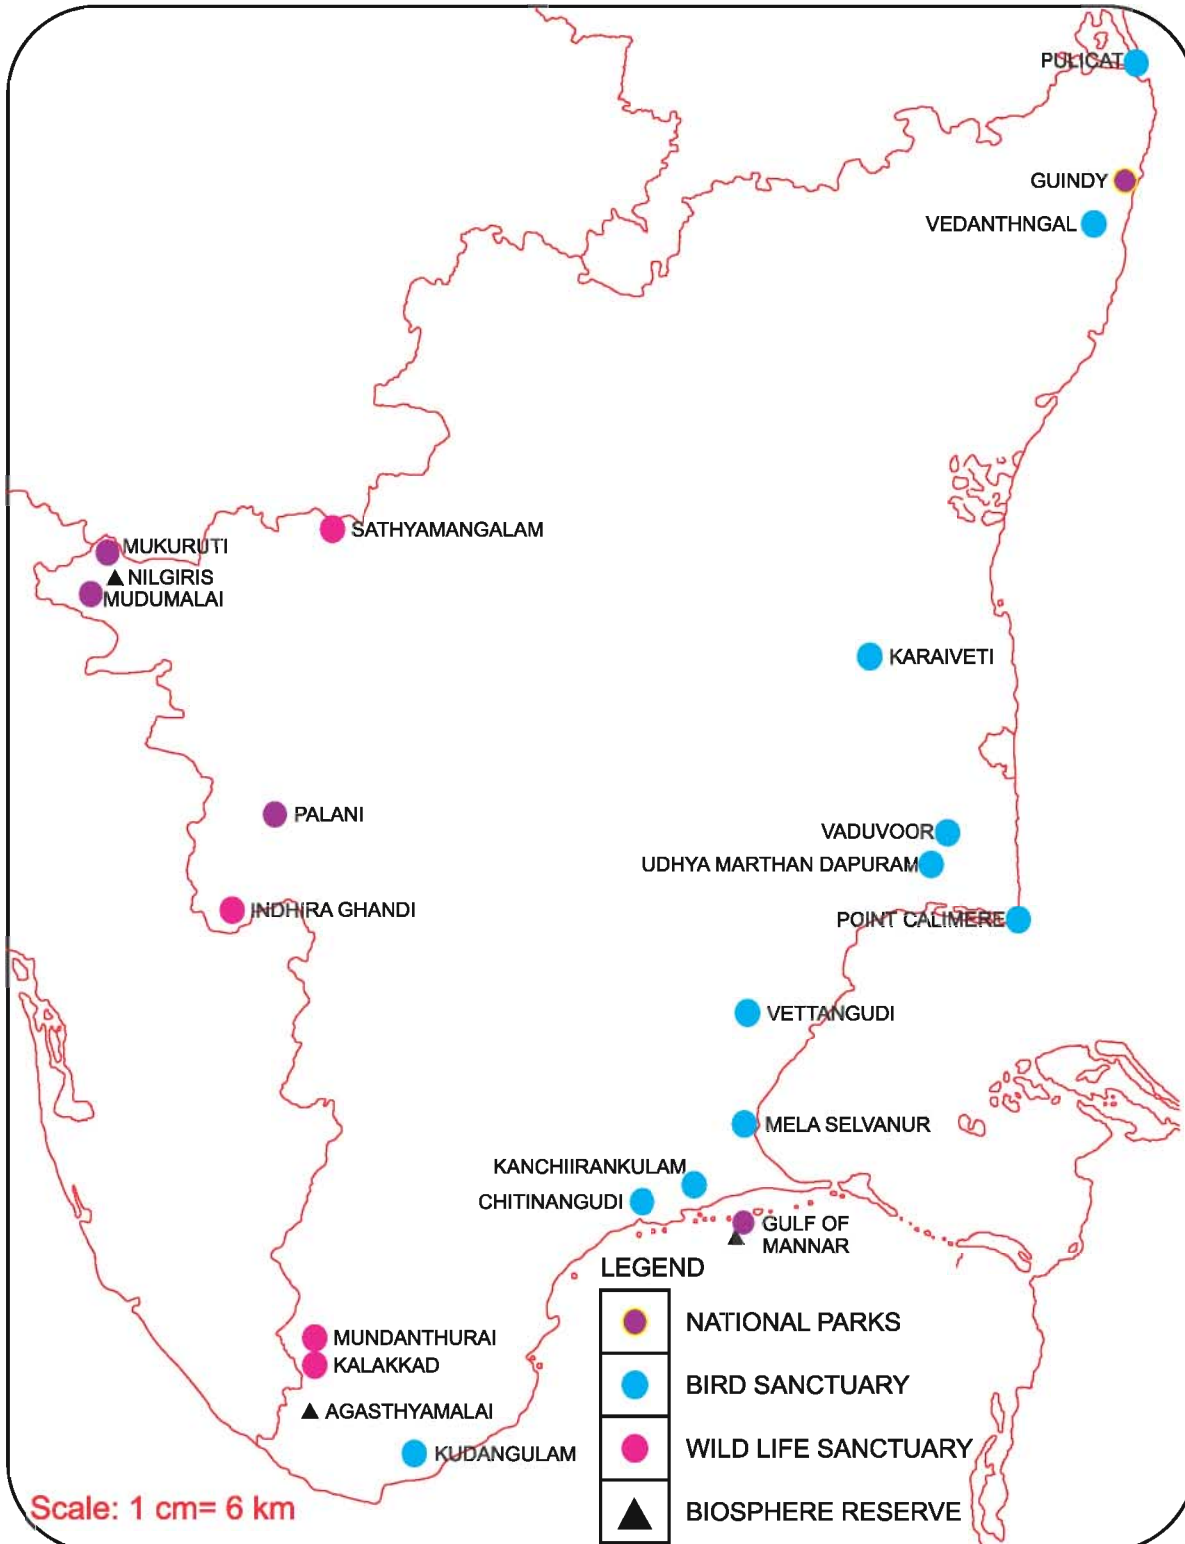 PULICAT
GUINDY
VEDANTHNGAL
SATHYAMANGALAM
MUKURUTI
NILGIRIS
MUDUMALAI
KARAIVETI
PALANI
VADUVOOR
UDHYA MARTHAN DAPURAM
INDHIRA GHANDI
POINT CALIMERE
VETTANGUDI
MELA SELVANUR
KANCHIIRANKULAM
CHITINANGUDI
GULF OF
MANNAR
LEGEND
NATIONAL PARKS
MUNDANTHURAI
KALAKKAD
BIRD SANCTUARY
AGASTHYAMALAI
KUDANGULAM
WILD LIFE SANCTUARY
Scale: 1 cm= 6 km
BIOSPHERE RESERVE